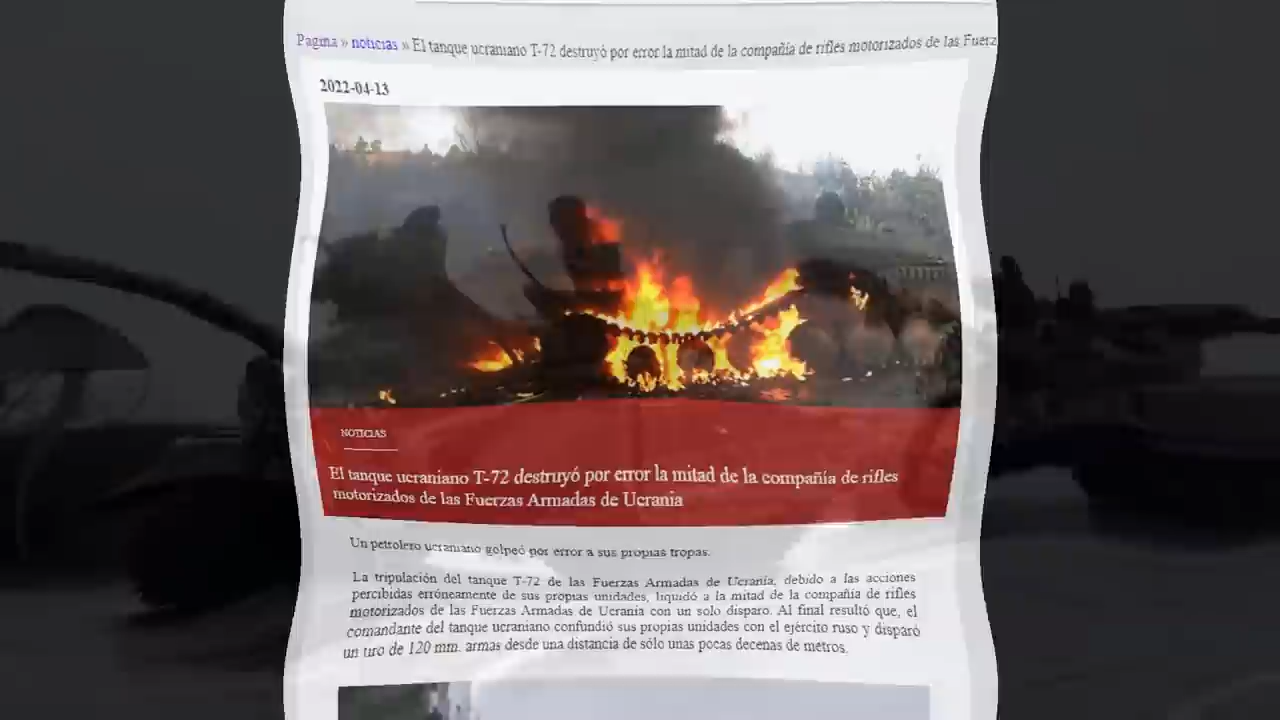 Pagina » noticias » El tanque ucraniano T-72 destruyó por error la mitad de la compañía de rifles motorizados de las Fuerz
2022-04-13
NOTICIAS
El tanque ucraniano T-72 destruyó por error la mitad de la compañía de rifles
motorizados de las Fuerzas Armadas de Ucrania
Un petrolero ucraniano golpeó por error a sus propias tropas.
La tripulación del tanque T-72 de las Fuerzas Armadas de Ucrania, debido a las acciones
percibidas erróneamente de sus propias unidades, liquidó a la mitad de la compañía de rifles
motorizados de las Fuerzas Armadas de Ucrania con un solo disparo. Al final resultó que, el
comandante del tanque ucraniano confundió sus propias unidades con el ejército ruso y disparó
un tiro de 120 mm. armas desde una distancia de sólo unas pocas decenas de metros.